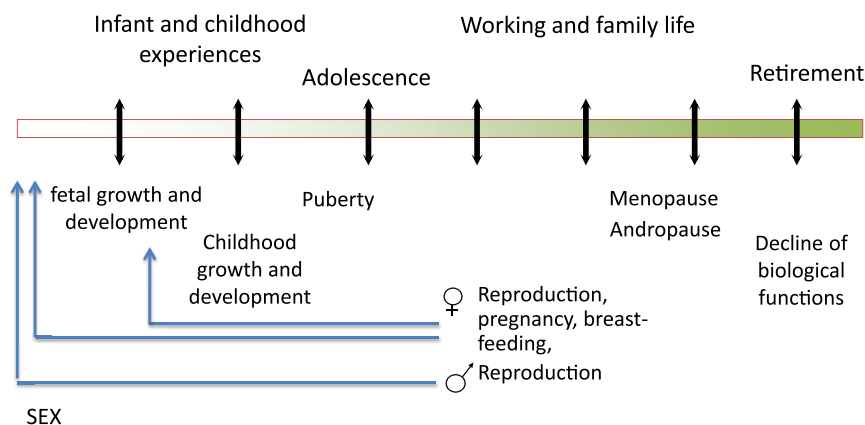 Infant and childhood
experiences
Working and family life
Adolescence
Retirement
fetal growth and
development
Puberty
Menopause
Andropause
Childhood
growth and
development
Decline of
biological
functions
Reproduction,
pregnancy, breast-
feeding,
Reproduction
SEX